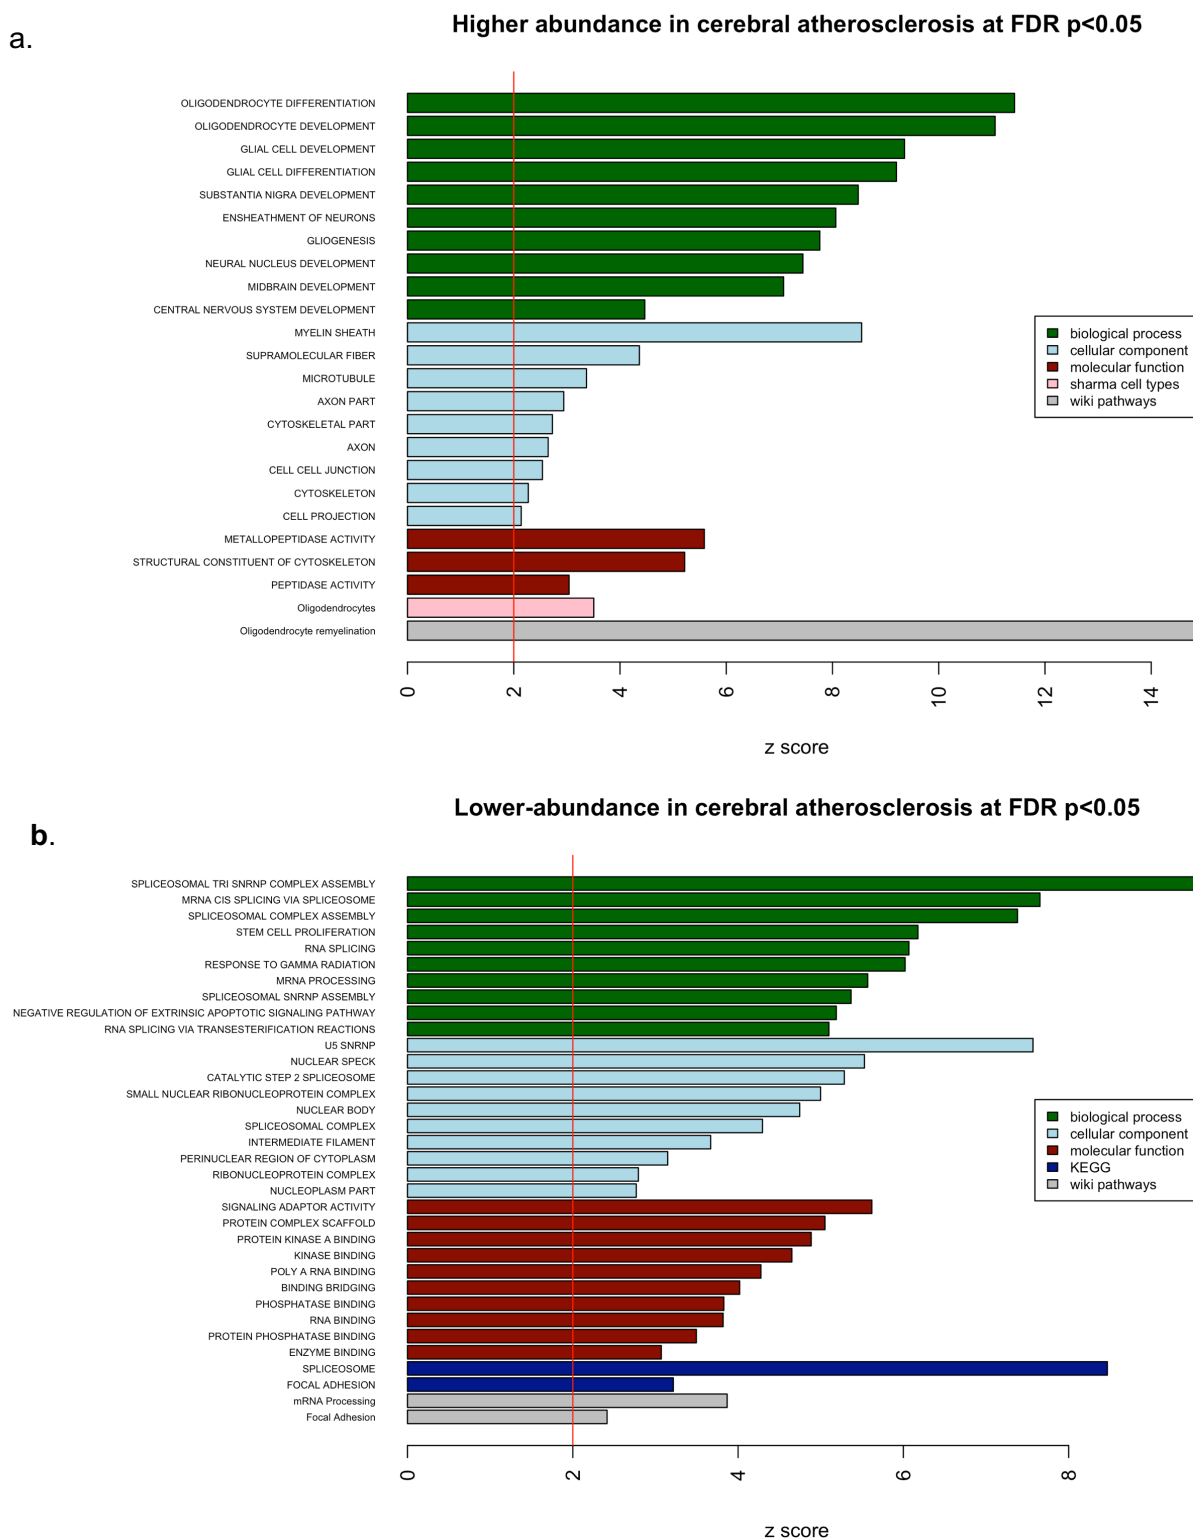 a.
Higher abundance in cerebral atherosclerosis at FDR p<0.05
OLIGODENDROCYTE DIFFERENTIATION
OLIGODENDROCYTE DEVELOPMENT
GLIAL CELL DEVELOPMENT
GLIAL CELL DIFFERENTIATION
SUBSTANTIA NIGRA DEVELOPMENT
ENSHEATHMENT OF NEURONS
GLIOGENESIS
NEURAL NUCLEUS DEVELOPMENT
MIDBRAIN DEVELOPMENT
CENTRAL NERVOUS SYSTEM DEVELOPMENT
MYELIN SHEATH
SUPRAMOLECULAR FIBER
MICROTUBULE
AXON PART
CYTOSKELETAL PART
AXON
CELL CELL JUNCTION
CYTOSKELETON
CELL PROJECTION
METALLOPEPTIDASE ACTIVITY
STRUCTURAL CONSTITUENT OF CYTOSKELETON
PEPTIDASE ACTIVITY
Oligodendrocytes
Oligodendrocyte remyelination
biological process
cellular component
molecular function
sharma cell types
wiki pathways
0 2 4 6 8 10 12 14
z score
Lower-abundance in cerebral atherosclerosis at FDR p<0.05
b.
SPLICEOSOMAL TRI SNRNP COMPLEX ASSEMBLY
MRNA CIS SPLICING VIA SPLICEOSOME
SPLICEOSOMAL COMPLEX ASSEMBLY
STEM CELL PROLIFERATION
RNA SPLICING
RESPONSE TO GAMMA RADIATION
MRNA PROCESSING
SPLICEOSOMAL SNRNP ASSEMBLY
NEGATIVE REGULATION OF EXTRINSIC APOPTOTIC SIGNALING PATHWAY
RNA SPLICING VIA TRANSESTERIFICATION REACTIONS
U5 SNRNP
NUCLEAR SPECK
CATALYTIC STEP 2 SPLICEOSOME
SMALL NUCLEAR RIBONUCLEOPROTEIN COMPLEX
NUCLEAR BODY
SPLICEOSOMAL COMPLEX
INTERMEDIATE FILAMENT
PERINUCLEAR REGION OF CYTOPLASM
RIBONUCLEOPROTEIN COMPLEX
NUCLEOPLASM PART
SIGNALING ADAPTOR ACTIVITY
PROTEIN COMPLEX SCAFFOLD
PROTEIN KINASE A BINDING
KINASE BINDING
POLY A RNA BINDING
BINDING BRIDGING
PHOSPHATASE BINDING
RNA BINDING
PROTEIN PHOSPHATASE BINDING
ENZYME BINDING
SPLICEOSOME
FOCAL ADHESION
mRNA Processing
Focal Adhesion
biological process
cellular component
molecular function
KEGG
wiki pathways
0 2 4 6 8
z score